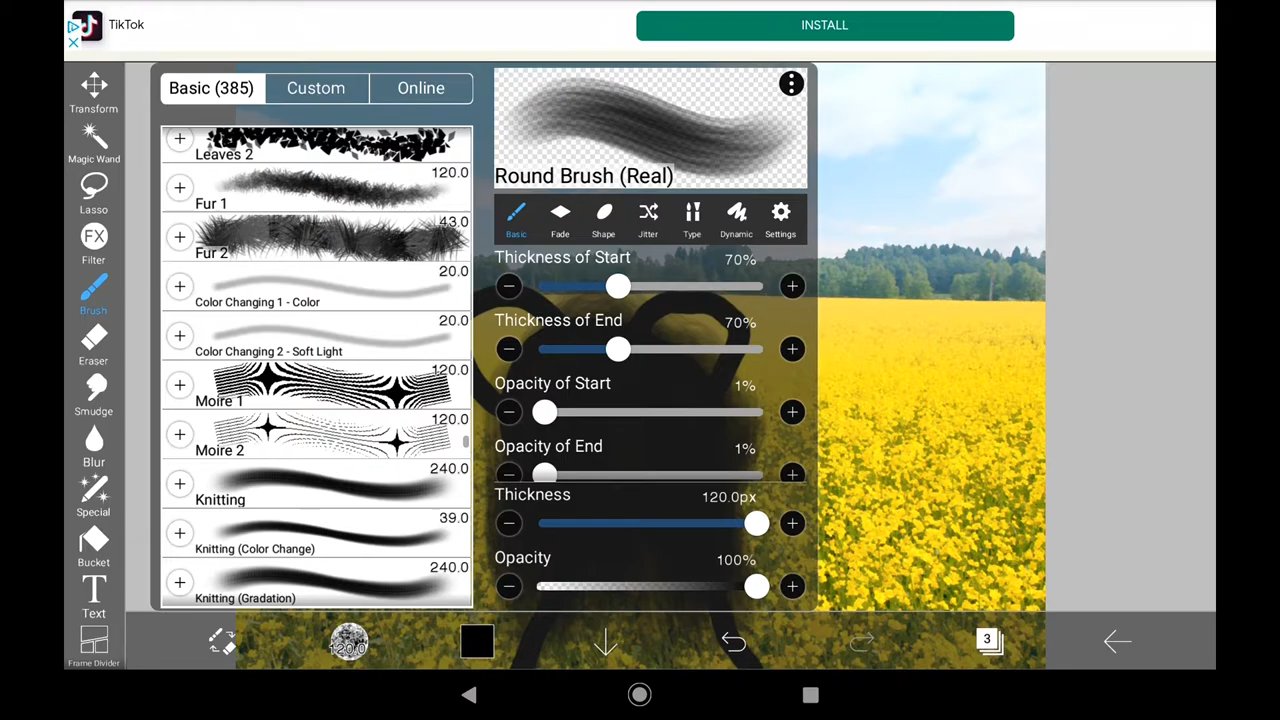 TikTok
INSTALL
Transform
Magic Wand
Lasso
FX
Filter
Brush
Eraser
Smudge
Blur
Special
Bucket
T
Text
Frame Divider
Basic (385)
Custom
Online
Leaves 2
120.0
Fur 1
43.0
Fur 2
20.0
Color Changing 1 - Color
20.0
Color Changing 2 - Soft Light
120.0
Moire 1
120.0
Moire 2
240.0
Knitting
39.0
Knitting (Color Change)
240.0
Knitting (Gradation)
Round Brush (Real)
Basic
Fade
Shape
Jitter
Type
Dynamic
Settings
Thickness of Start
70%
Thickness of End
70%
Opacity of Start
1%
Opacity of End
1%
Thickness
120.0px
Opacity
100%
120.0
3